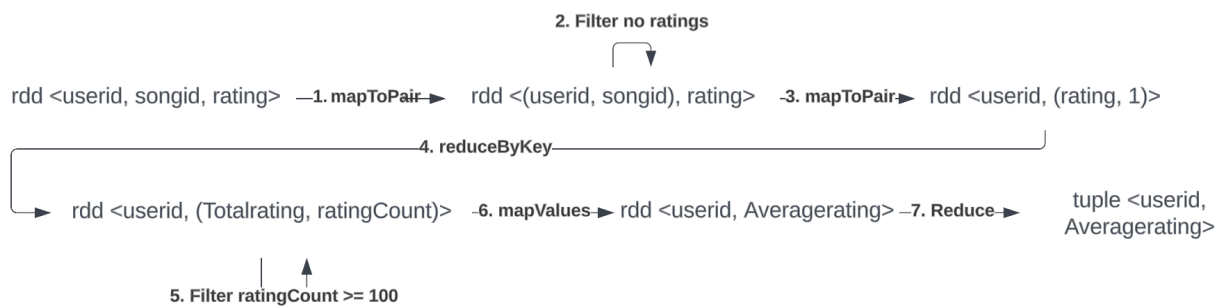 2. Filter no ratings
rdd <userid, songid, rating> 1. mapToPair rdd <(userid, songid), rating> 3. mapToPair rdd <userid, (rating, 1)>
4. reduceByKey
rdd <userid, (Totalrating, ratingCount)> 6. mapValues rdd <userid, Averagerating> 7. Reduce tuple <userid,
Averagerating>
5. Filter ratingCount >= 100